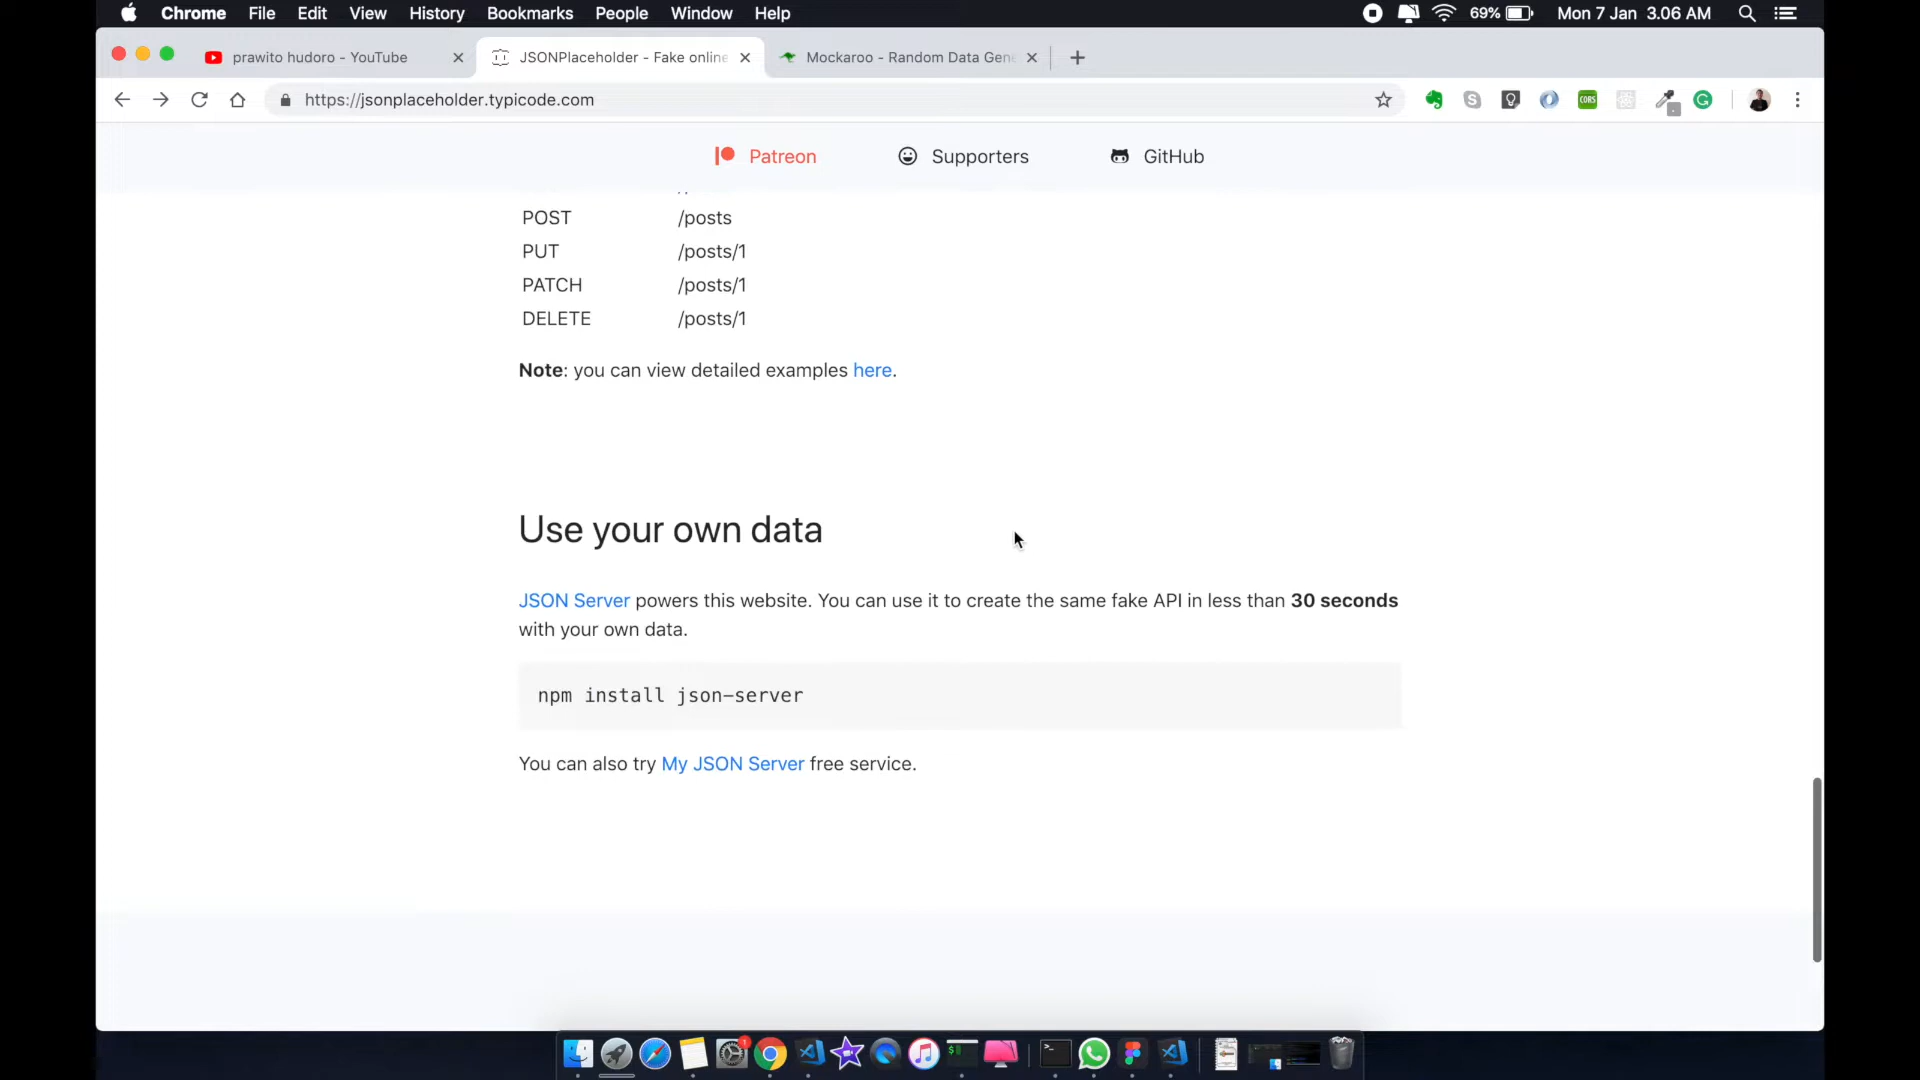 Chrome File Edit View History Bookmarks People Window Help 69% Mon 7 Jan 3.06 AM
prawito hudoro - YouTube JSONPlaceholder - Fake online Mockaroo - Random Data Gen
https://jsonplaceholder.typicode.com CORS
Patreon Supporters GitHub
POST /posts
PUT /posts/1
PATCH /posts/1
DELETE /posts/1
Note: you can view detailed examples here.
Use your own data
JSON Server powers this website. You can use it to create the same fake API in less than 30 seconds
with your own data.
npm install json-server
You can also try My JSON Server free service.